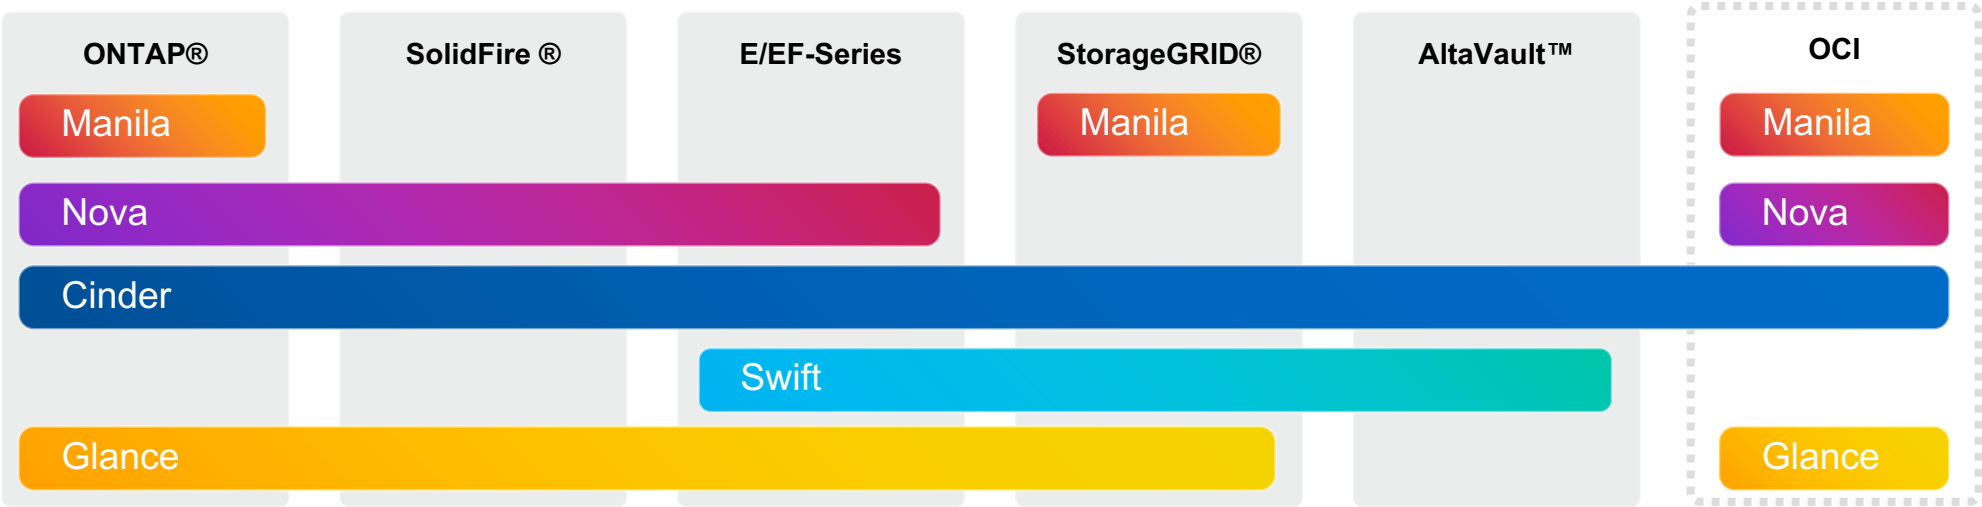 ONTAP®
SolidFire ®
E/EF-Series
StorageGRID®
AltaVault™
OCI
Manila
Manila
Manila
Nova
Nova
Cinder
Swift
Glance
Glance